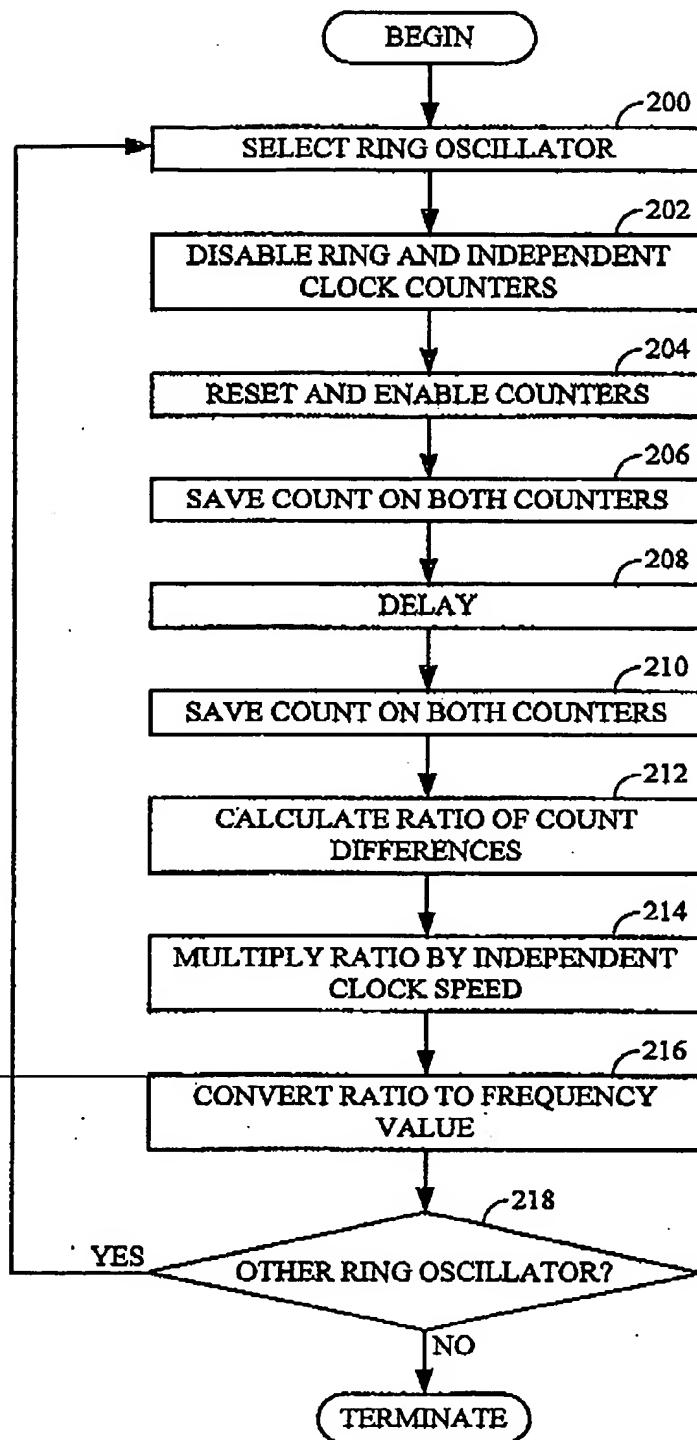 BEGIN
200
SELECT RING OSCILLATOR
202
DISABLE RING AND INDEPENDENT
CLOCK COUNTERS
204
RESET AND ENABLE COUNTERS
206
SAVE COUNT ON BOTH COUNTERS
208
DELAY
210
SAVE COUNT ON BOTH COUNTERS
212
CALCULATE RATIO OF COUNT
DIFFERENCES
214
MULTIPLY RATIO BY INDEPENDENT
CLOCK SPEED
216
CONVERT RATIO TO FREQUENCY
VALUE
218
YES
OTHER RING OSCILLATOR?
NO
TERMINATE